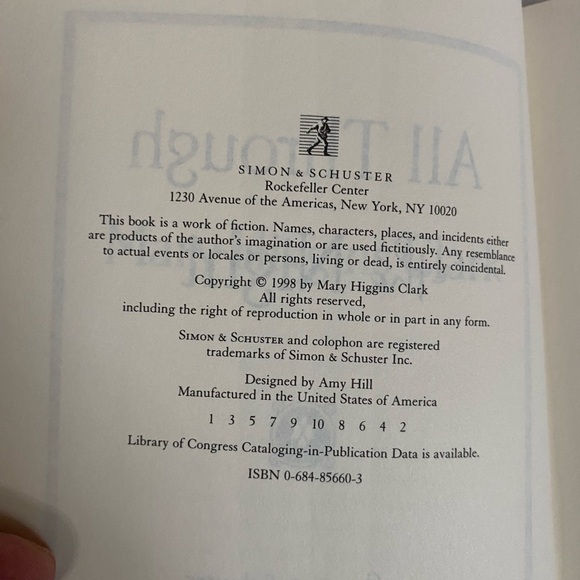 SIMON & SCHUSTER
Rockefeller Center
1230 Avenue of the Americas, New York, NY 10020
This book is a work of fiction. Names, characters, places, and incidents either
are products of the author's imagination or are used fictitiously. Any resemblance
to actual events or locales or persons, living or dead, is entirely coincidental.
Copyright © 1998 by Mary Higgins Clark
All rights reserved,
including the right of reproduction in whole or in part in any form.
SIMON & SCHUSTER and colophon are registered
trademarks of Simon & Schuster Inc.
Designed by Amy Hill
Manufactured in the United States of America
1 3 5 7 9 10 8 6 4 2
Library of Congress Cataloging-in-Publication Data is available.
ISBN 0-684-85660-3
All Through